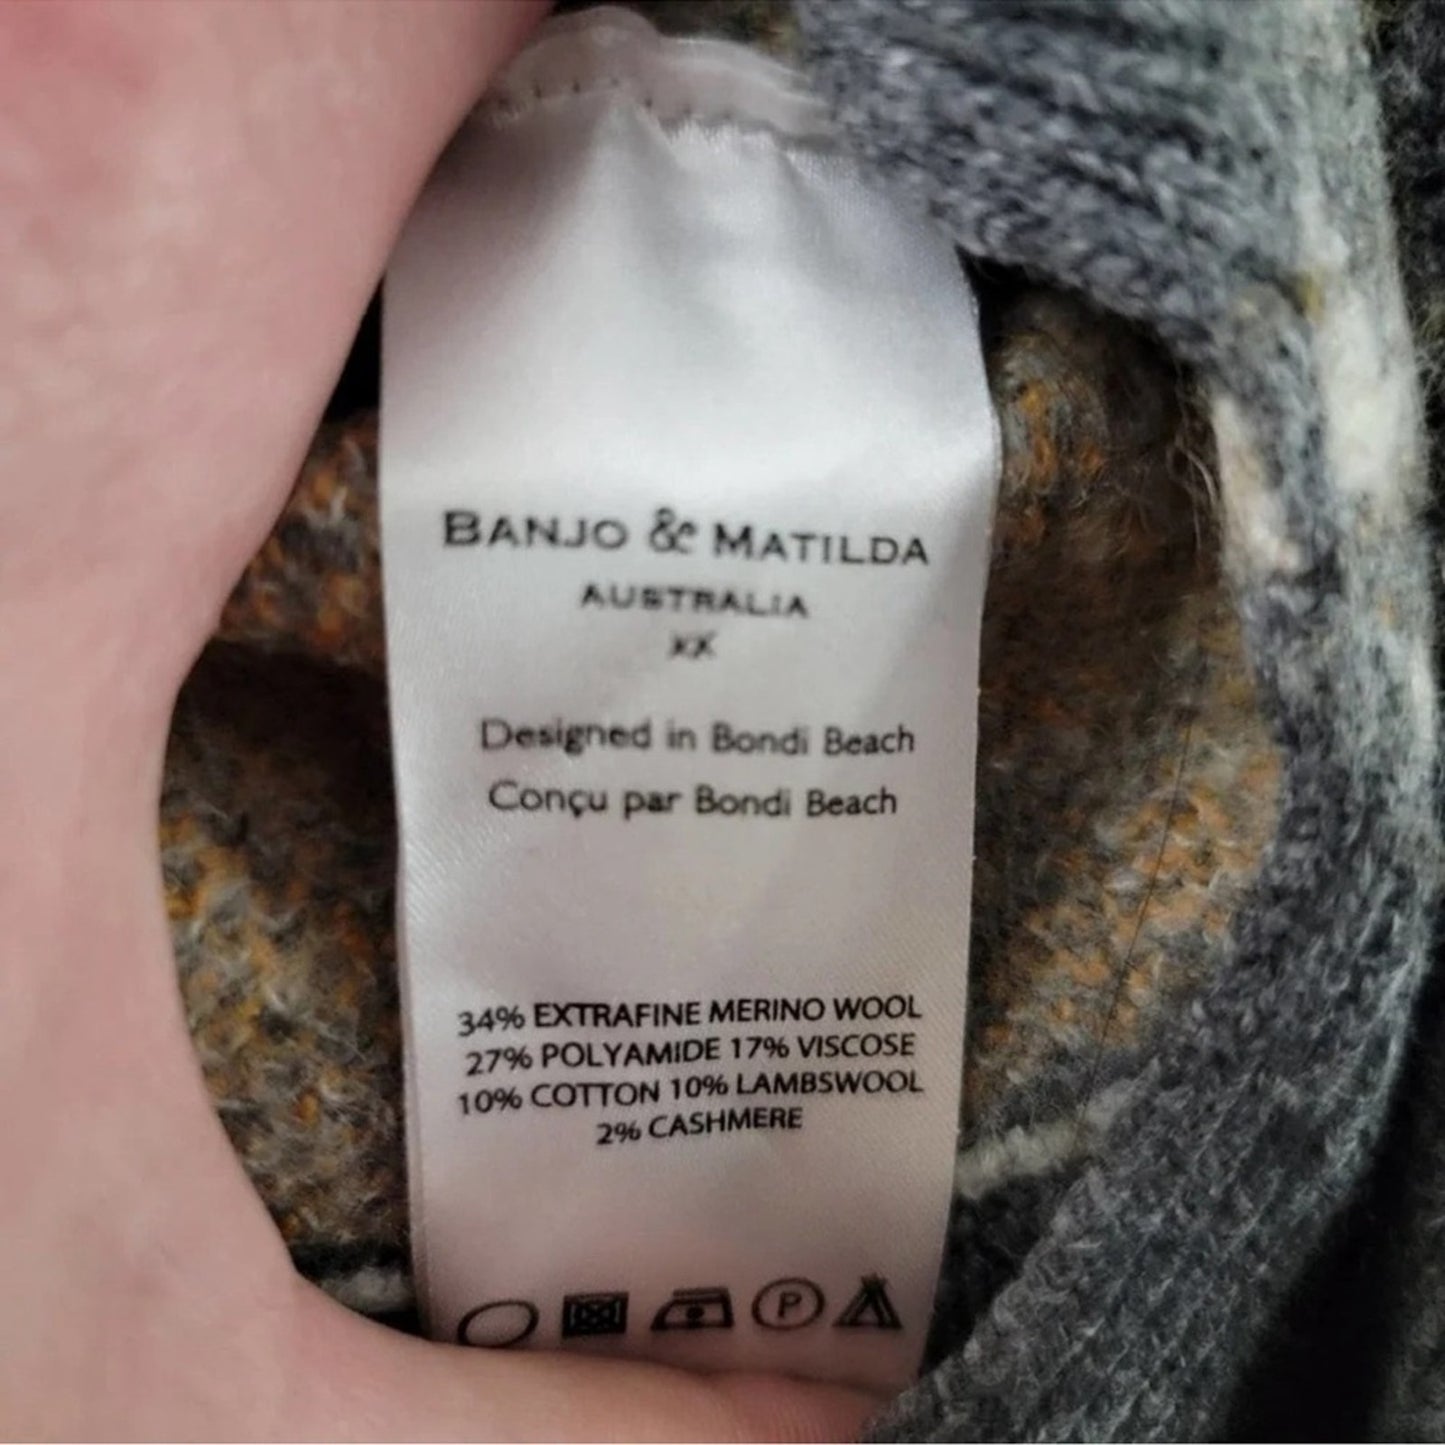 BANJO & MATILDA
AUSTRALIA
XX
Designed in Bondi Beach
Conçu par Bondi Beach
34% EXTRAFINE MERINO WOOL
27% POLYAMIDE 17% VISCOSE
10% COTTON 10% LAMBSWOOL
2% CASHMERE
P